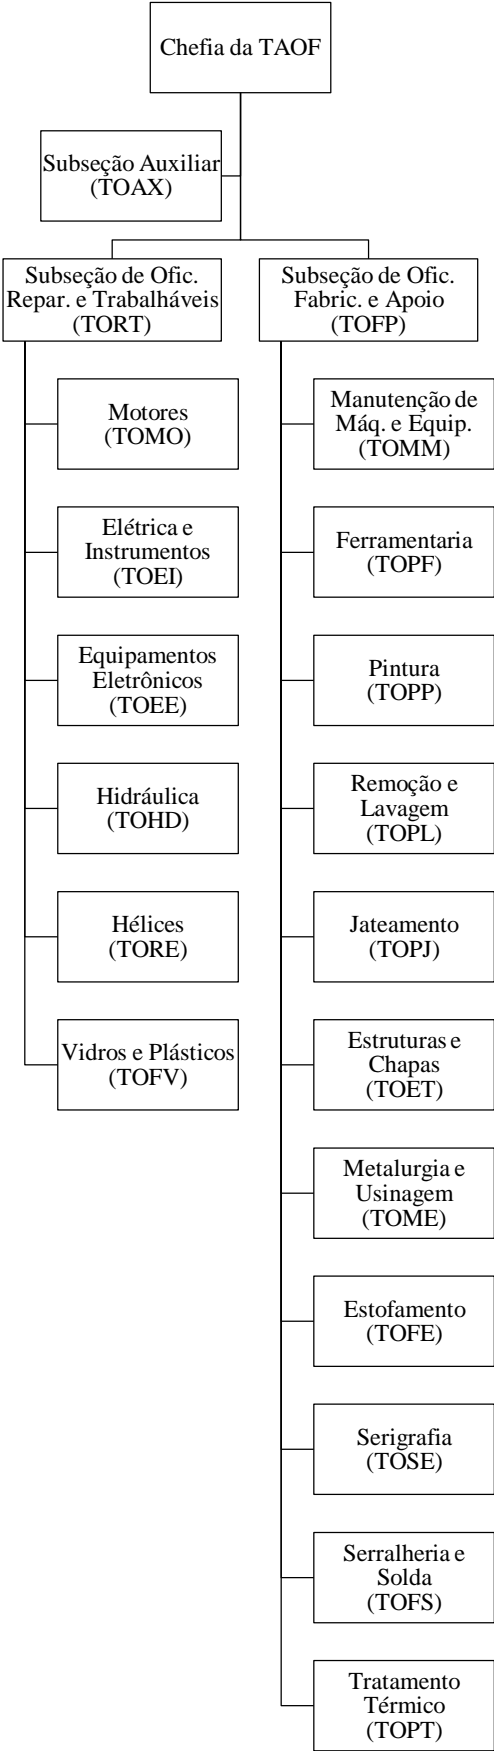 Chefia da TAOF
Subseção Auxiliar
(TOAX)
Subseção de Ofic.
Repar. e Trabalháveis
(TORT)
Motores
(TOMO)
Elétrica e
Instrumentos
(TOEI)
Equipamentos
Eletrônicos
(TOEE)
Hidráulica
(TOHD)
Hélices
(TORE)
Vidros e Plásticos
(TOFV)
Subseção de Ofic.
Fabric. e Apoio
(TOFP)
Manutenção de
Máq. e Equip.
(TOMM)
Ferramentaria
(TOPF)
Pintura
(TOPP)
Remoção e
Lavagem
(TOPL)
Jateamento
(TOPJ)
Estruturas e
Chapas
(TOET)
Metalurgia e
Usinagem
(TOME)
Estofamento
(TOFE)
Serigrafia
(TOSE)
Serralheria e
Solda
(TOFS)
Tratamento
Térmico
(TOPT)